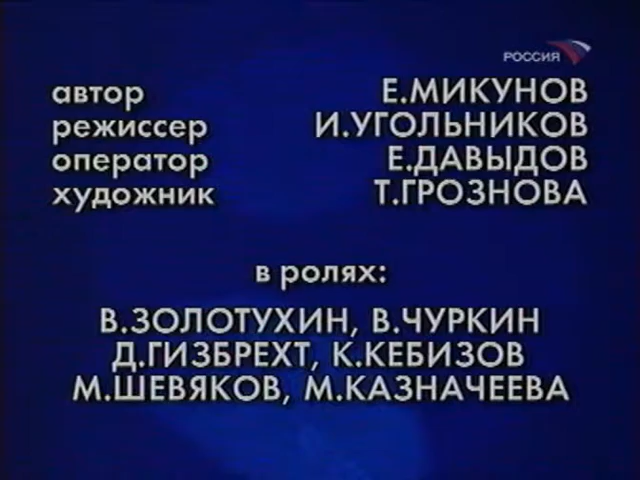 РОССИЯ
автор Е.МИКУНОВ
режиссер И.УГОЛЬНИКОВ
оператор Е.ДАВЫДОВ
художник Т.ГРОЗНОВА
в ролях:
В.ЗОЛОТУХИН, В.ЧУРКИН
Д.ГИЗБРЕХТ, К.КЕБИЗОВ
М.ШЕВЯКОВ, М.КАЗНАЧЕЕВА